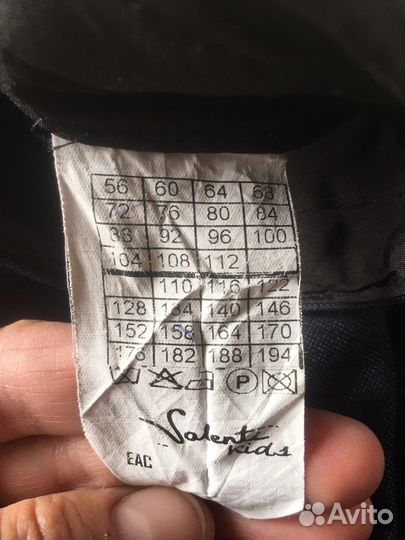 56 60 64 68
72 76 80 84
88 92 96 100
104 108 112
110 116 122
128 134 140 146
152 158 164 170
176 182 188 194
P
Valenti
Kids
EAC
Avito